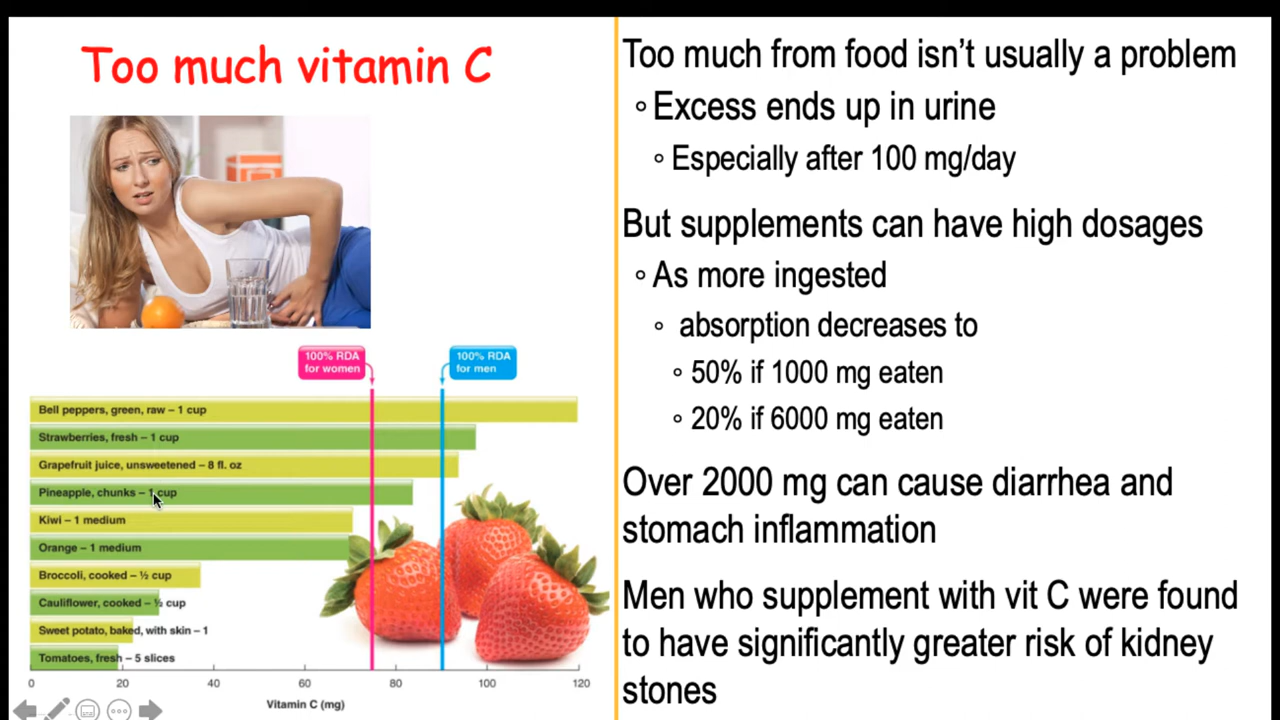 Too much vitamin C
100% RDA
for women
100% RDA
for men
Bell peppers, green, raw – 1 cup
Strawberries, fresh – 1 cup
Grapefruit juice, unsweetened – 8 fl. oz
Pineapple, chunks – 1 cup
Kiwi – 1 medium
Orange – 1 medium
Broccoli, cooked – ½ cup
Cauliflower, cooked – ½ cup
Sweet potato, baked, with skin – 1
Tomatoes, fresh – 5 slices
0 20 40 60 80 100 120
Vitamin C (mg)
Too much from food isn’t usually a problem
Excess ends up in urine
Especially after 100 mg/day
But supplements can have high dosages
As more ingested
absorption decreases to
50% if 1000 mg eaten
20% if 6000 mg eaten
Over 2000 mg can cause diarrhea and
stomach inflammation
Men who supplement with vit C were found
to have significantly greater risk of kidney
stones